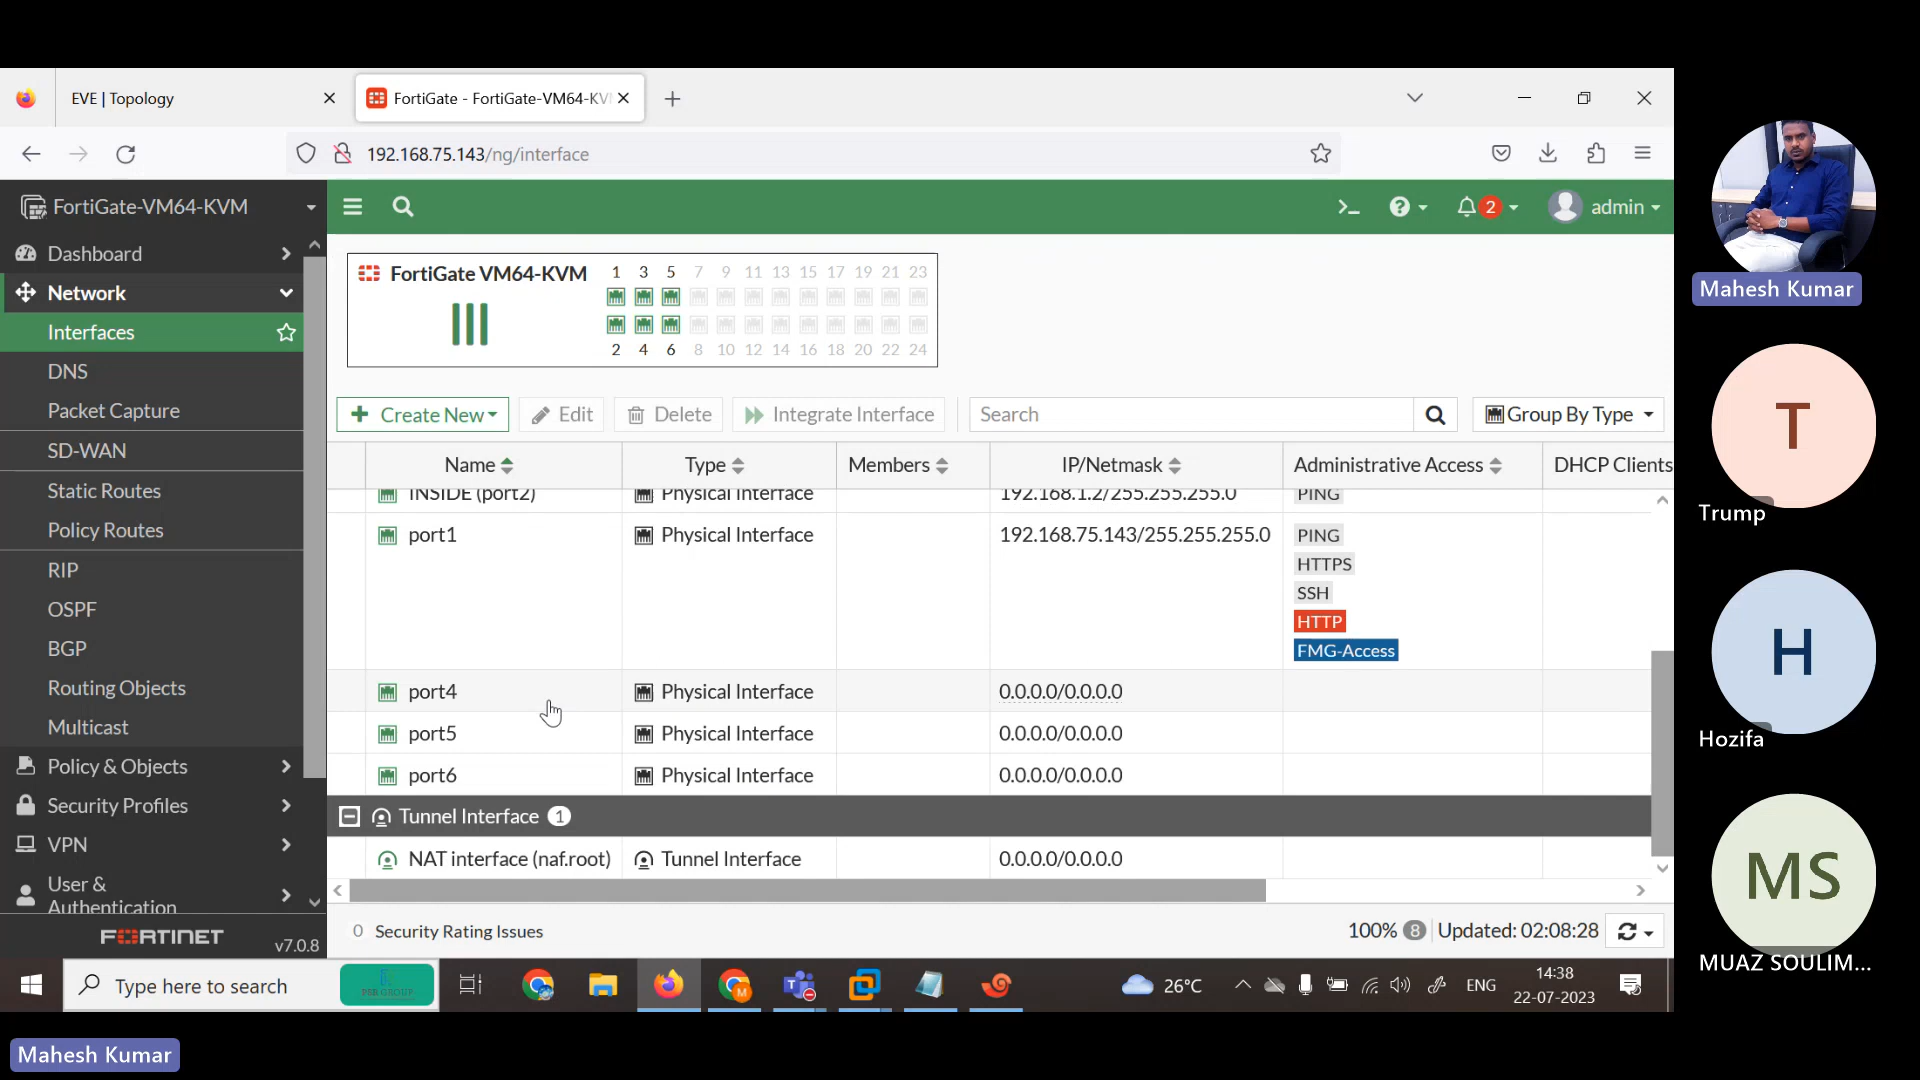 EVE | Topology
FortiGate - FortiGate-VM64-KV
192.168.75.143/ng/interface
FortiGate-VM64-KVM
2
admin
Dashboard
Network
Interfaces
DNS
Packet Capture
SD-WAN
Static Routes
Policy Routes
RIP
OSPF
BGP
Routing Objects
Multicast
Policy & Objects
Security Profiles
VPN
User &
Authentication
FORTINET
v7.0.8
FortiGate VM64-KVM
1 3 5 7 9 11 13 15 17 19 21 23
2 4 6 8 10 12 14 16 18 20 22 24
Create New
Edit
Delete
Integrate Interface
Search
Group By Type
Name Type Members IP/Netmask Administrative Access DHCP Clients
INSIDE (port2) Physical Interface 192.168.1.2/255.255.255.0 PING
port1 Physical Interface 192.168.75.143/255.255.255.0 PING
HTTPS
SSH
HTTP
FMG-Access
port4 Physical Interface 0.0.0.0/0.0.0.0
port5 Physical Interface 0.0.0.0/0.0.0.0
port6 Physical Interface 0.0.0.0/0.0.0.0
Tunnel Interface 1
NAT interface (naf.root) Tunnel Interface 0.0.0.0/0.0.0.0
0 Security Rating Issues
100% 8 Updated: 02:08:28
Type here to search
PSB GROUP
26°C
ENG
14:38
22-07-2023
Mahesh Kumar
T
Trump
H
Hozifa
MS
MUAZ SOULIM...
Mahesh Kumar